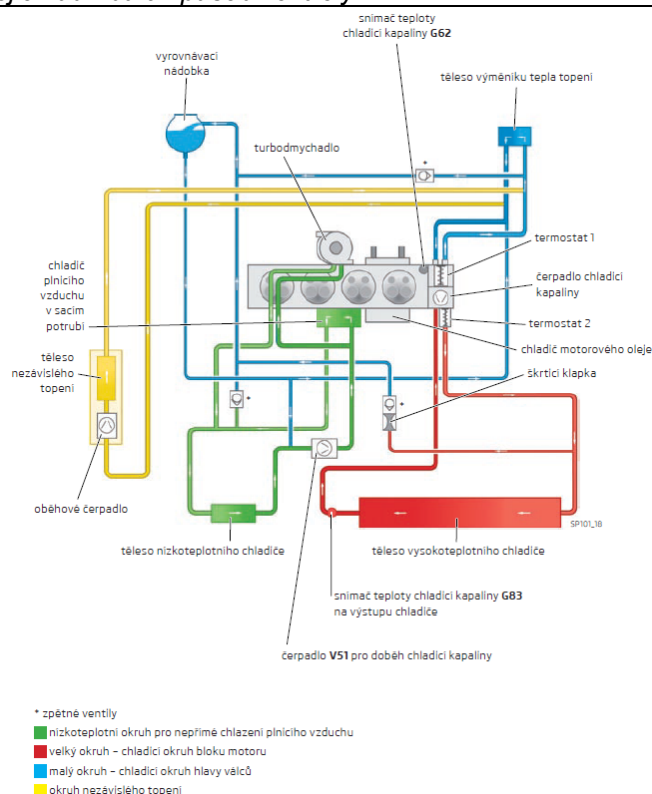 snímač teploty
chladicí kapaliny G62
vyrovnávací
nádobka
těleso výměníku tepla topení
turbodmychadlo
*
termostat 1
chladič
plnicího
vzduchu
v sacím
potrubí
čerpadlo chladicí
kapaliny
termostat 2
chladič motorového oleje
těleso
nezávislého
topení
škrticí klapka
*
*
oběhové čerpadlo
SP101_18
těleso nízkoteplotního chladiče
těleso vysokoteplotního chladiče
snímač teploty chladicí kapaliny G83
na výstupu chladiče
čerpadlo V51 pro doběh chladicí kapaliny
* zpětné ventily
nízkoteplotní okruh pro nepřímé chlazení plnicího vzduchu
velký okruh – chladicí okruh bloku motoru
malý okruh – chladicí okruh hlavy válců
okruh nezávislého topení